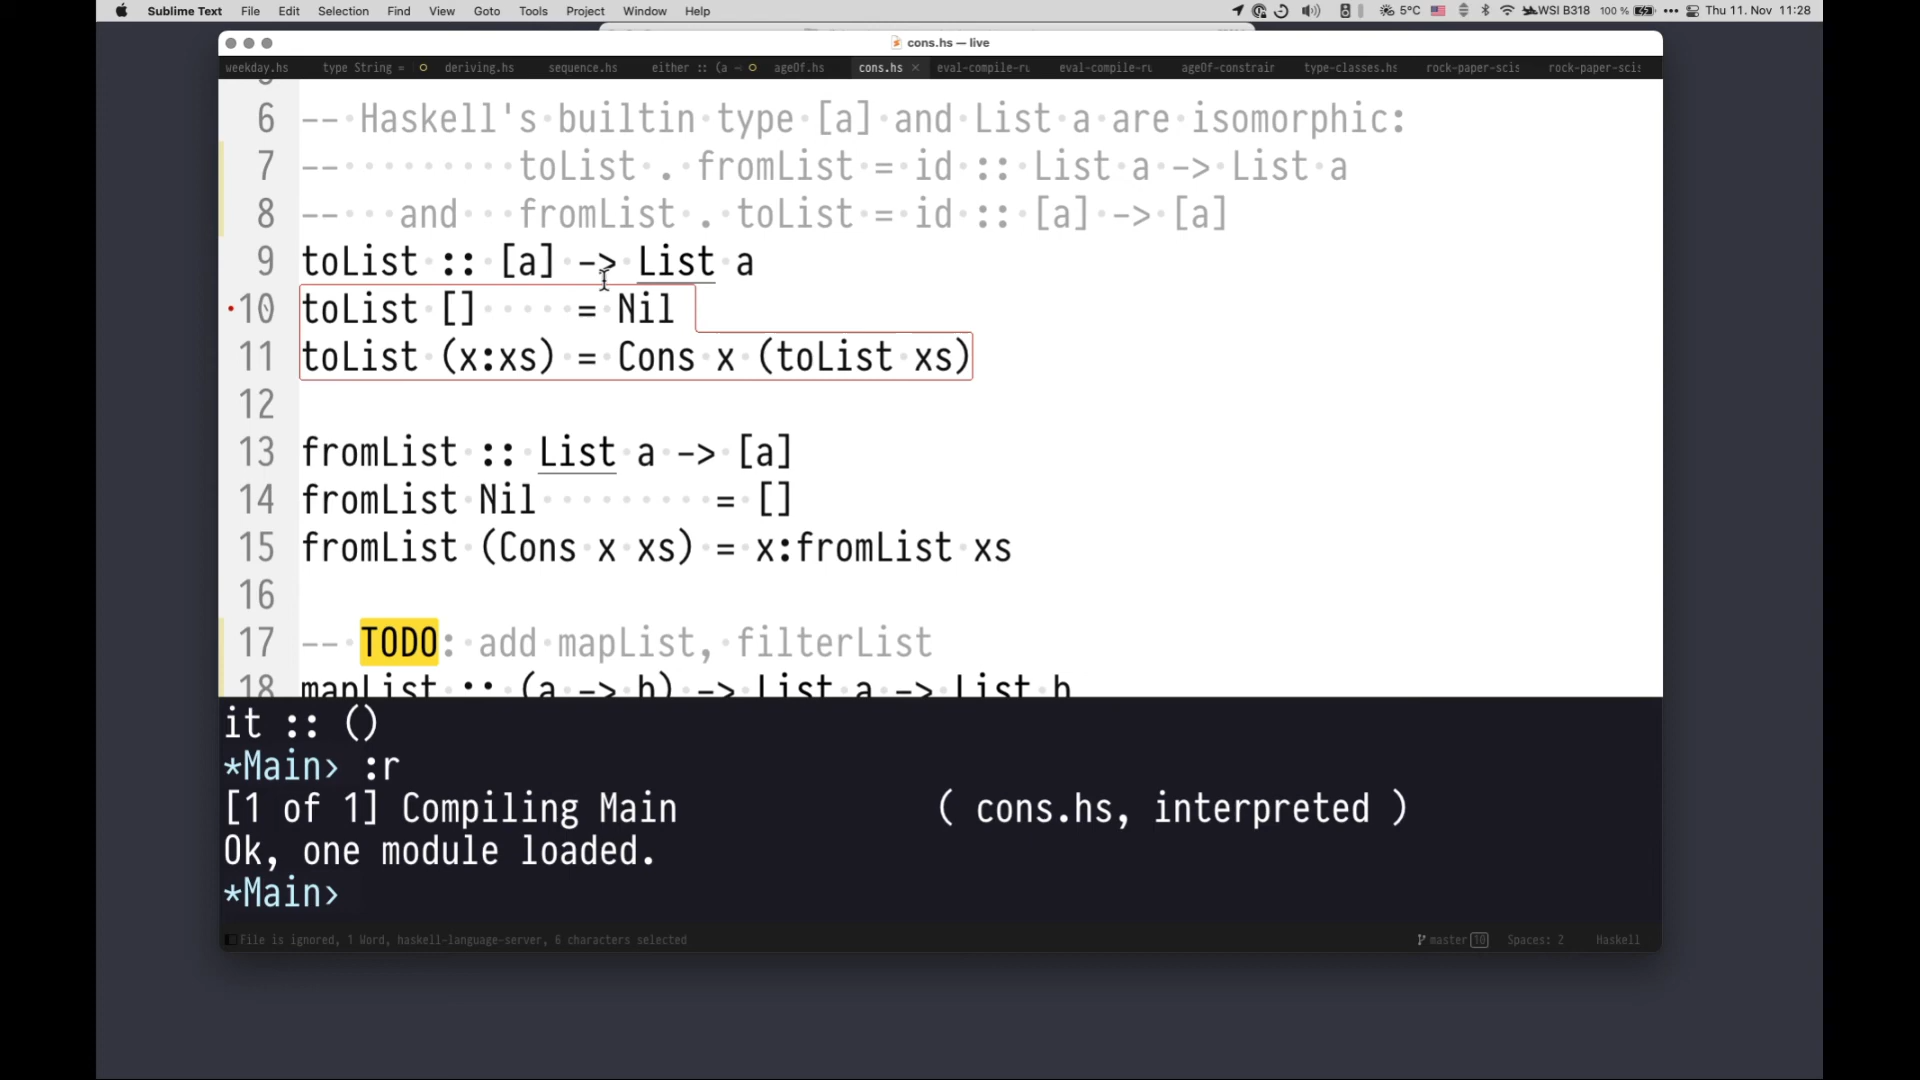 Sublime Text File Edit Selection Find View Goto Tools Project Window Help 5°C WSI B318 100 % Thu 11. Nov 11:28
cons.hs — live
weekday.hs type String = deriving.hs sequence.hs either :: (a ageOf.hs cons.hs × eval-compile-ru eval-compile-ru ageOf-constrain type-classes.hs rock-paper-scis rock-paper-scis
6 -- Haskell's builtin type [a] and List a are isomorphic:
7 -- toList . fromList = id :: List a -> List a
8 -- and fromList . toList = id :: [a] -> [a]
9 toList :: [a] -> List a
10 toList [] = Nil
11 toList (x:xs) = Cons x (toList xs)
12
13 fromList :: List a -> [a]
14 fromList Nil = []
15 fromList (Cons x xs) = x:fromList xs
16
17 -- TODO: add mapList, filterList
18 mapList :: (a -> b) -> List a -> List b
it :: ()
*Main> :r
[1 of 1] Compiling Main ( cons.hs, interpreted )
Ok, one module loaded.
*Main>
File is ignored, 1 Word, haskell-language-server, 6 characters selected master 10 Spaces: 2 Haskell